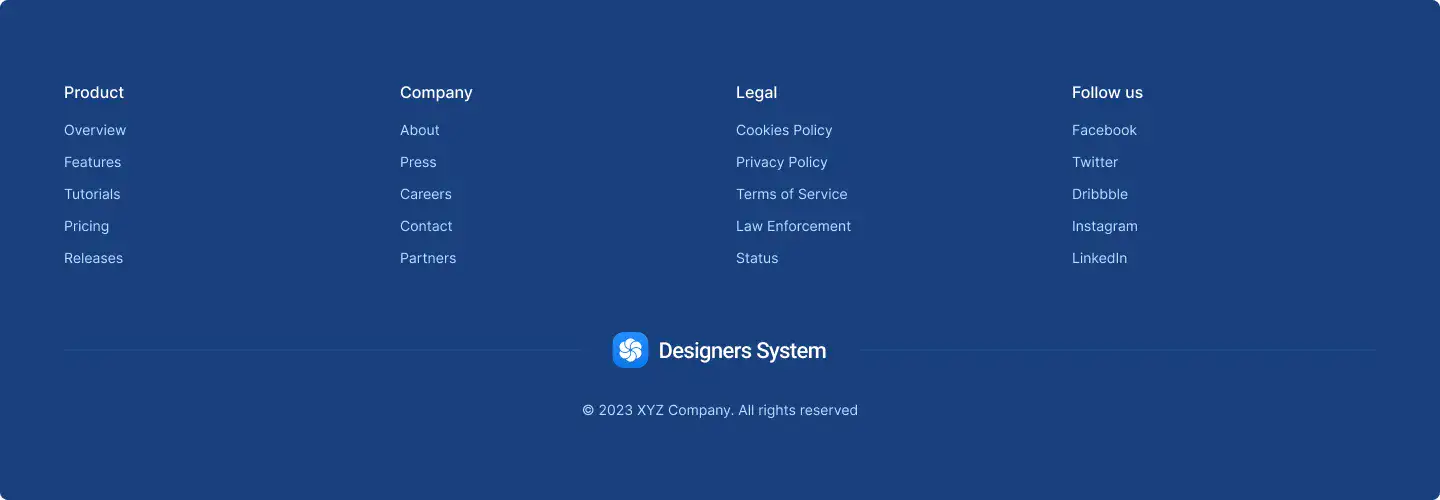 Product
Overview
Features
Tutorials
Pricing
Releases
Company
About
Press
Careers
Contact
Partners
Legal
Cookies Policy
Privacy Policy
Terms of Service
Law Enforcement
Status
Follow us
Facebook
Twitter
Dribbble
Instagram
LinkedIn
Designers System
© 2023 XYZ Company. All rights reserved